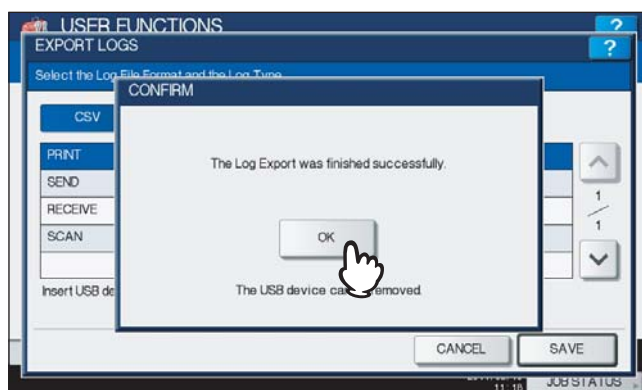 USER FUNCTIONS
?
EXPORT LOGS
?
Select the Log File Format and the Log Type
CONFIRM
CSV
PRINT
The Log Export was finished successfully.
SEND
RECEIVE
1
1
SCAN
OK
Insert USB de
The USB device removed.
CANCEL
SAVE
11:18
JOB STATUS